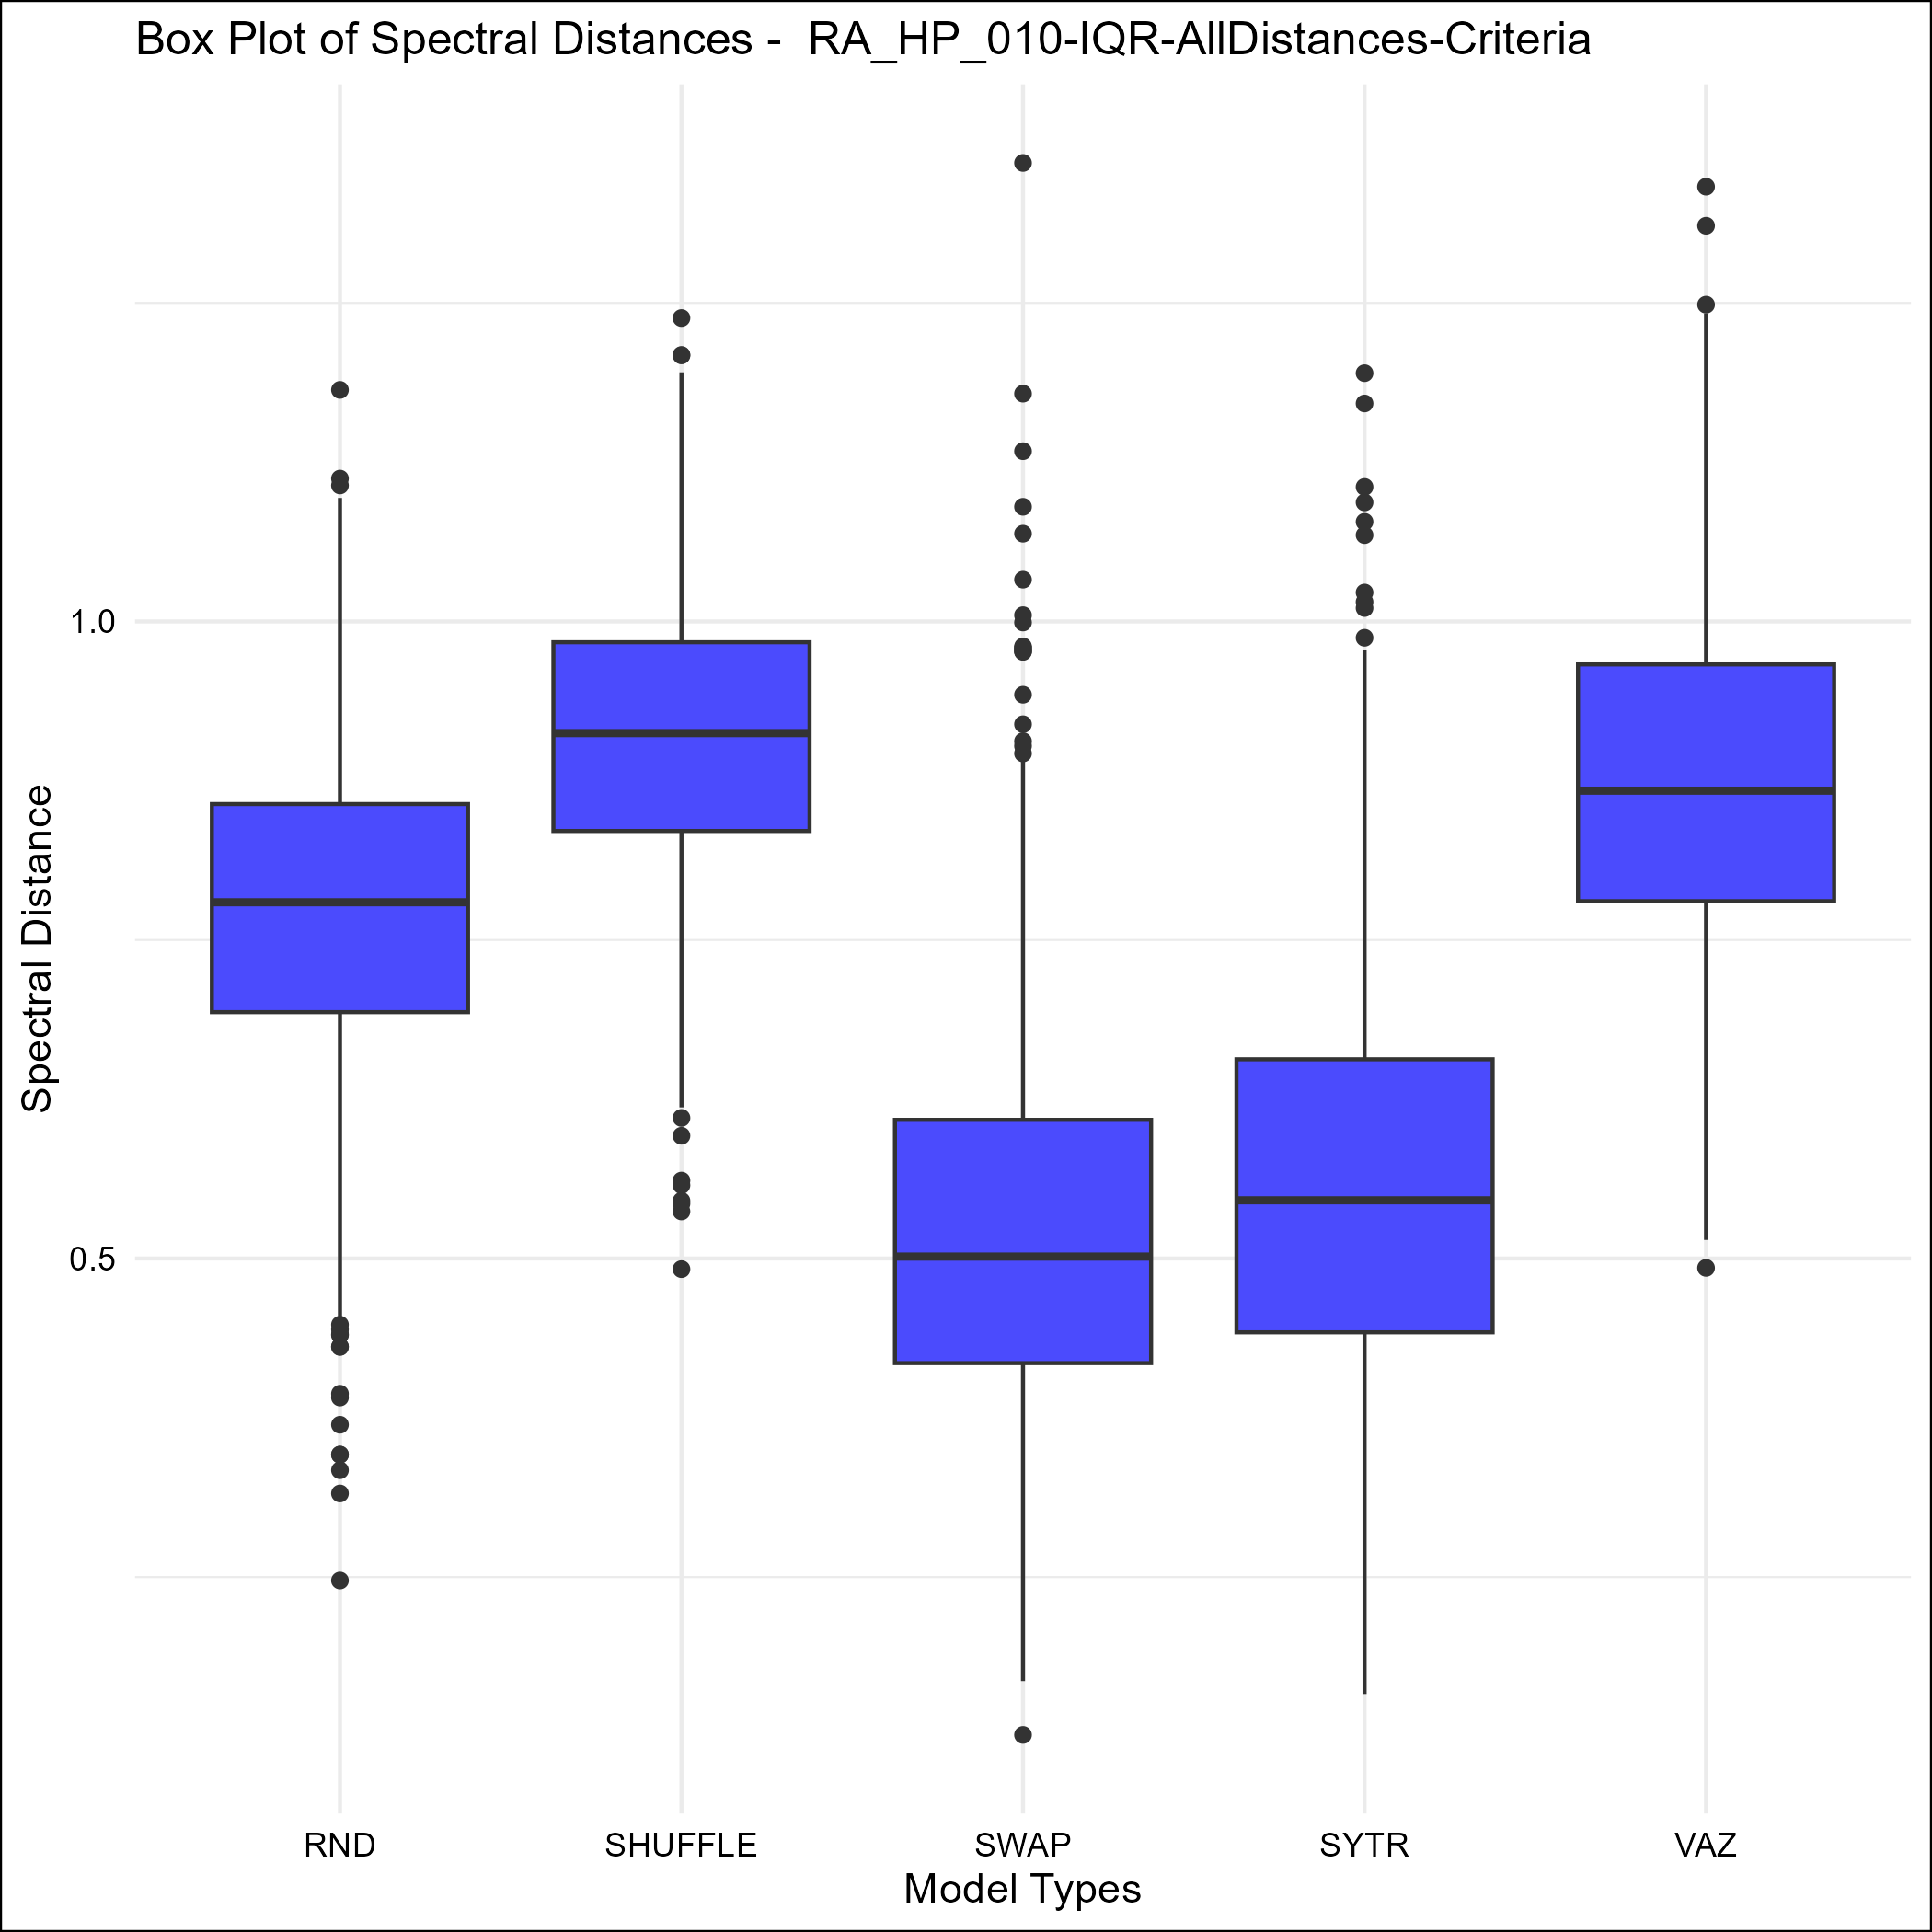 Box Plot of Spectral Distances -  RA_HP_010-IQR-AllDistances-Criteria
Spectral Distance
1.0
0.5
RND SHUFFLE SWAP SYTR VAZ
Model Types